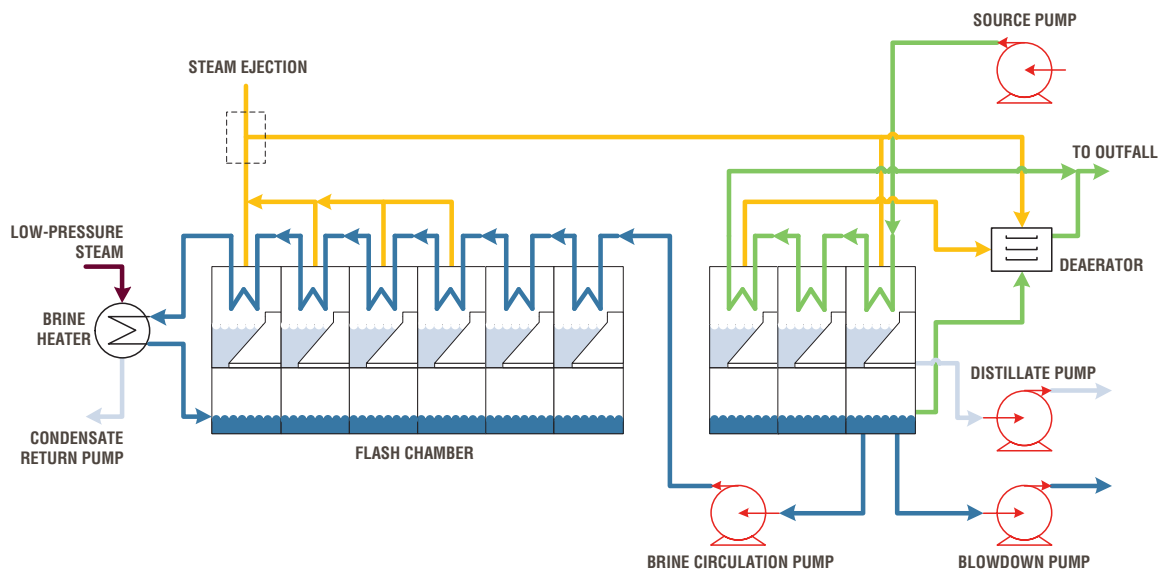 SOURCE PUMP
STEAM EJECTION
TO OUTFALL
LOW-PRESSURE
STEAM
DEAERATOR
BRINE
HEATER
DISTILLATE PUMP
CONDENSATE
RETURN PUMP
FLASH CHAMBER
BRINE CIRCULATION PUMP
BLOWDOWN PUMP